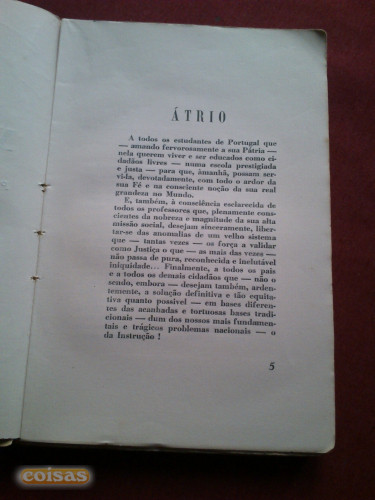 ÁTRIO
A todos os estudantes de Portugal que
— amando fervorosamente a sua Pátria —
nela querem viver e ser educados como ci-
dadãos livres — numa escola prestigiada
e justa — para que, àmanhã, possam ser-
vi-la, devotadamente, com todo o ardor da
sua Fé e na consciente noção da sua real
grandeza no Mundo.
E, também, à consciência esclarecida de
todos os professores que, plenamente cons-
cientes da nobreza e magnitude da sua alta
missão social, desejam sinceramente, liber-
tar-se das anomalias de um velho sistema
que — tantas vezes — os força a validar
como Justiça o que — as mais das vezes —
não passa de pura, reconhecida e inelutável
iniquidade... Finalmente, a todos os pais
e a todos os demais cidadãos que — não o
sendo, embora — desejam também, arden-
temente, a solução definitiva e tão equita-
tiva quanto possível — em bases diferen-
tes das acanhadas e tortuosas bases tradi-
cionais — dum dos nossos mais fundamen-
tais e trágicos problemas nacionais — o
da Instrução !
5
coisas